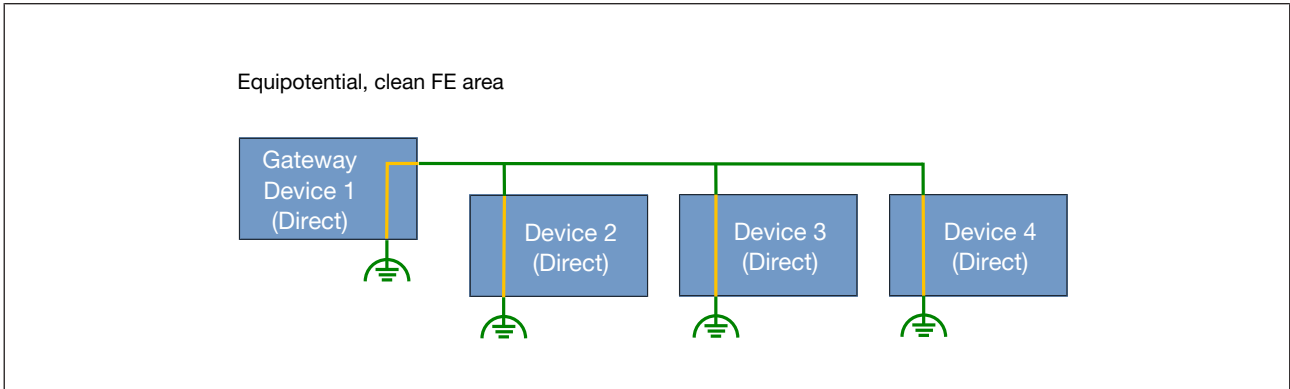 Equipotential, clean FE area
Gateway
Device 1
(Direct)
Device 2
(Direct)
Device 3
(Direct)
Device 4
(Direct)